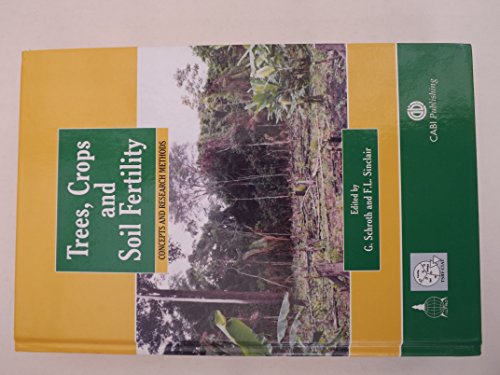 Trees, Crops
and
Soil Fertility
CONCEPTS AND RESEARCH METHODS
Edited by
G. Schroth and F.L. Sinclair
CABI Publishing